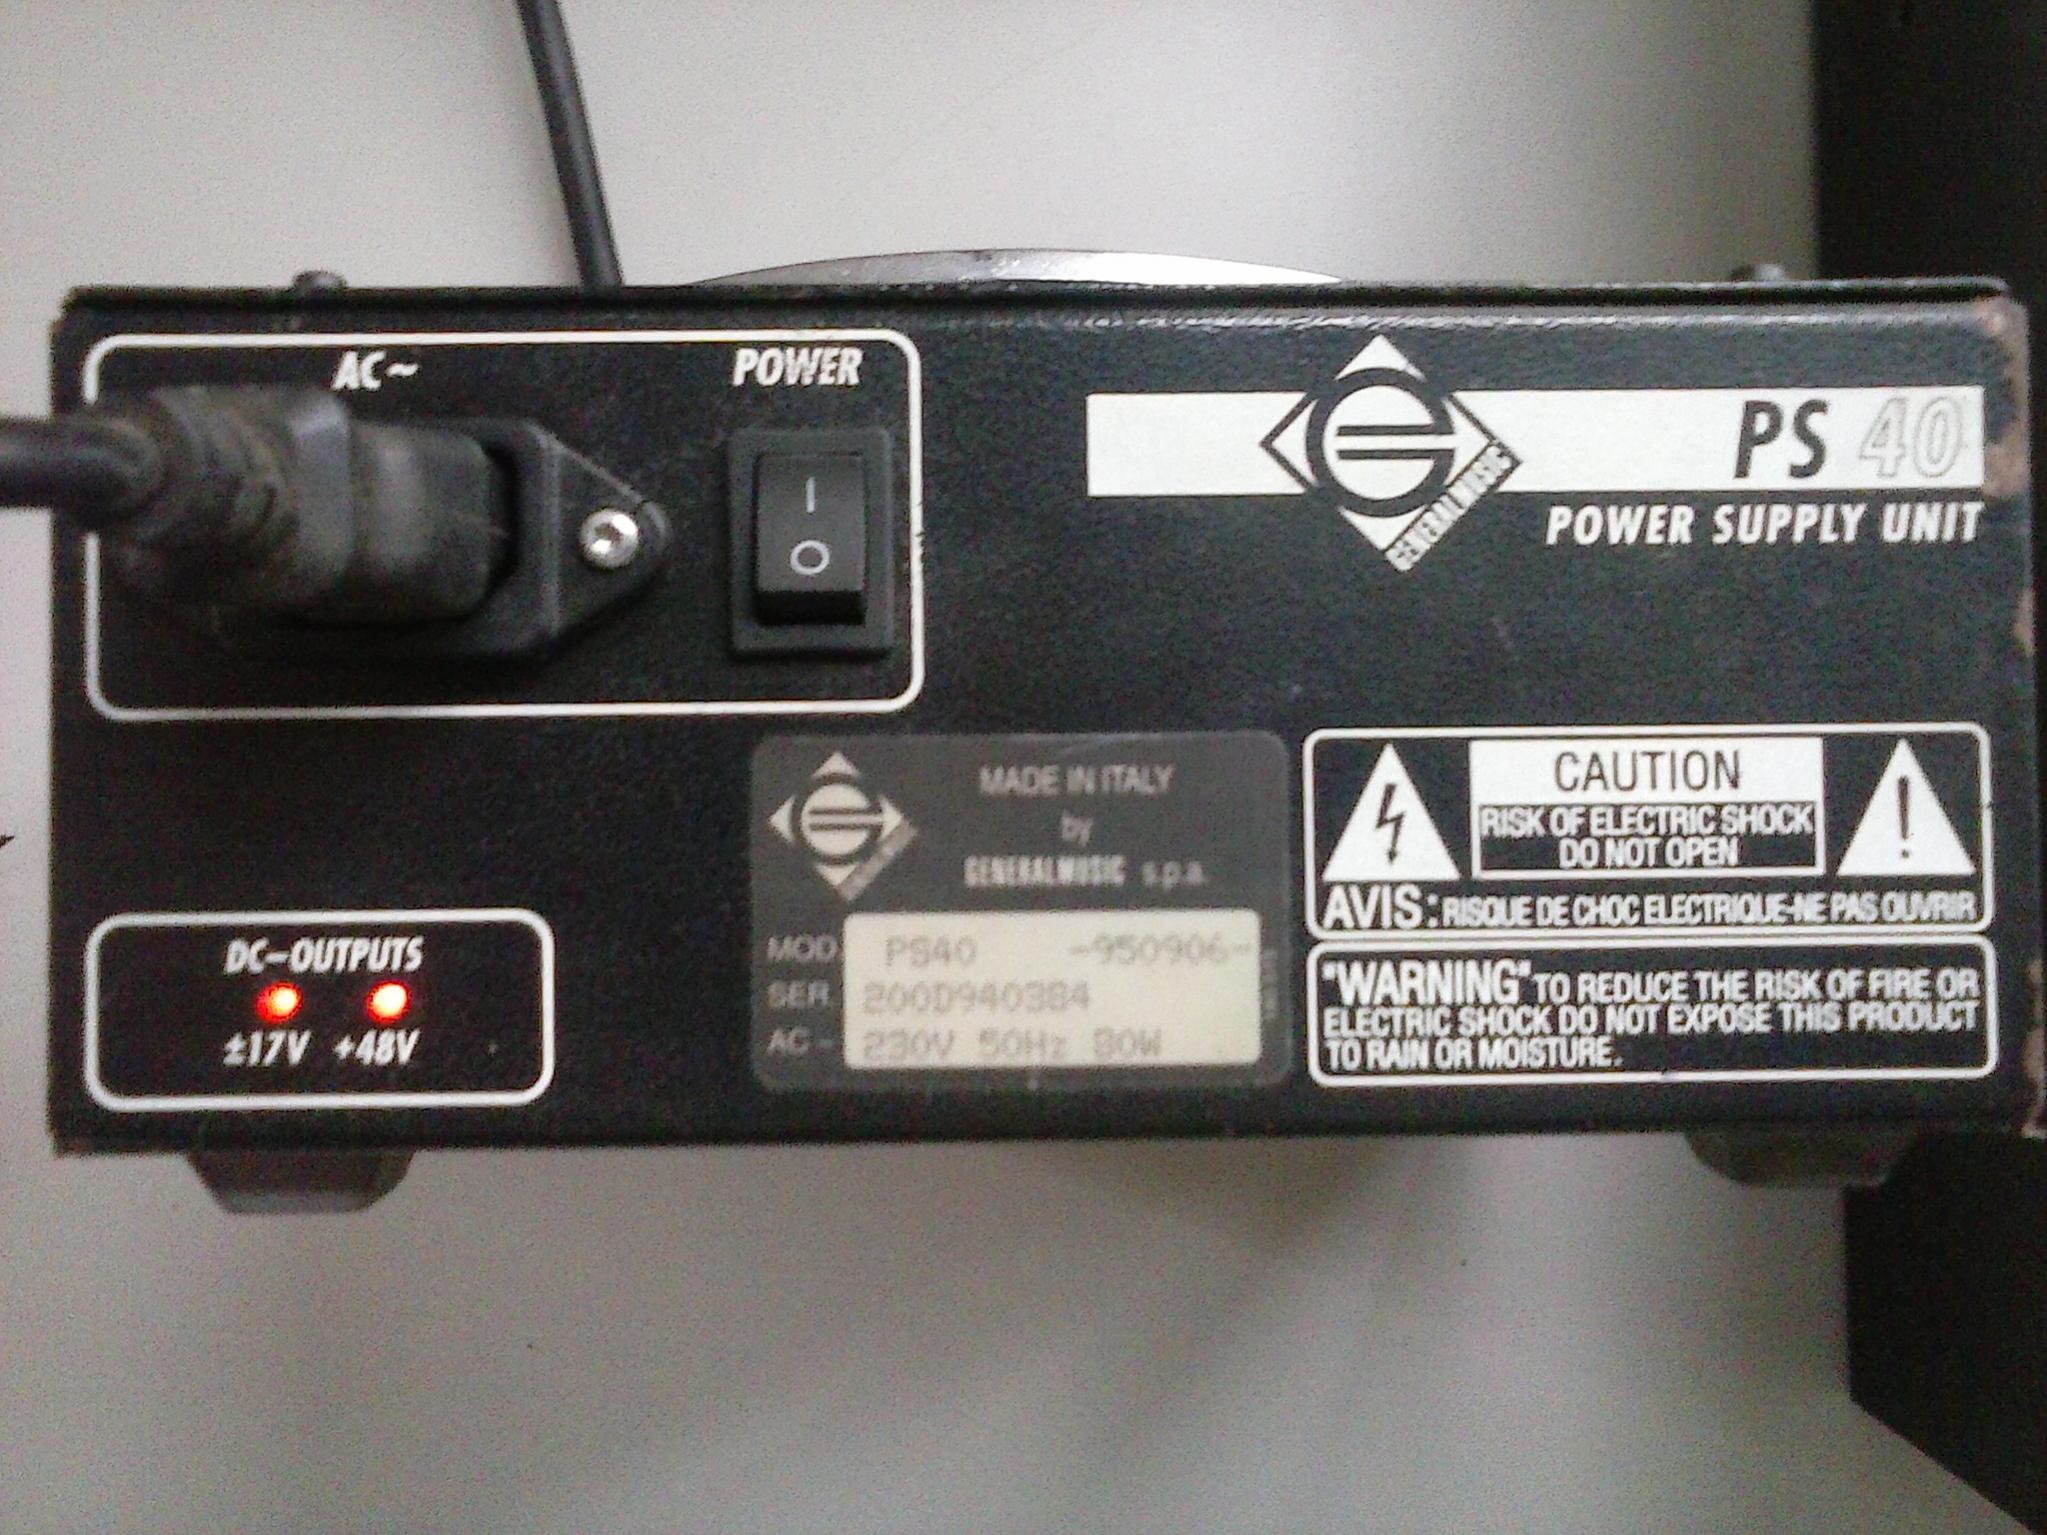 AC~
POWER
I
O
PS 40
GENERALMUSIC
POWER SUPPLY UNIT
DC-OUTPUTS
±17V +48V
MADE IN ITALY
by
GENERALMUSIC s.p.a.
MOD. PS40 -950906-
SER. 200D940384
AC~ 230V 50Hz 80W
CAUTION
RISK OF ELECTRIC SHOCK
DO NOT OPEN
AVIS: RISQUE DE CHOC ELECTRIQUE-NE PAS OUVRIR
"WARNING" TO REDUCE THE RISK OF FIRE OR
ELECTRIC SHOCK DO NOT EXPOSE THIS PRODUCT
TO RAIN OR MOISTURE.